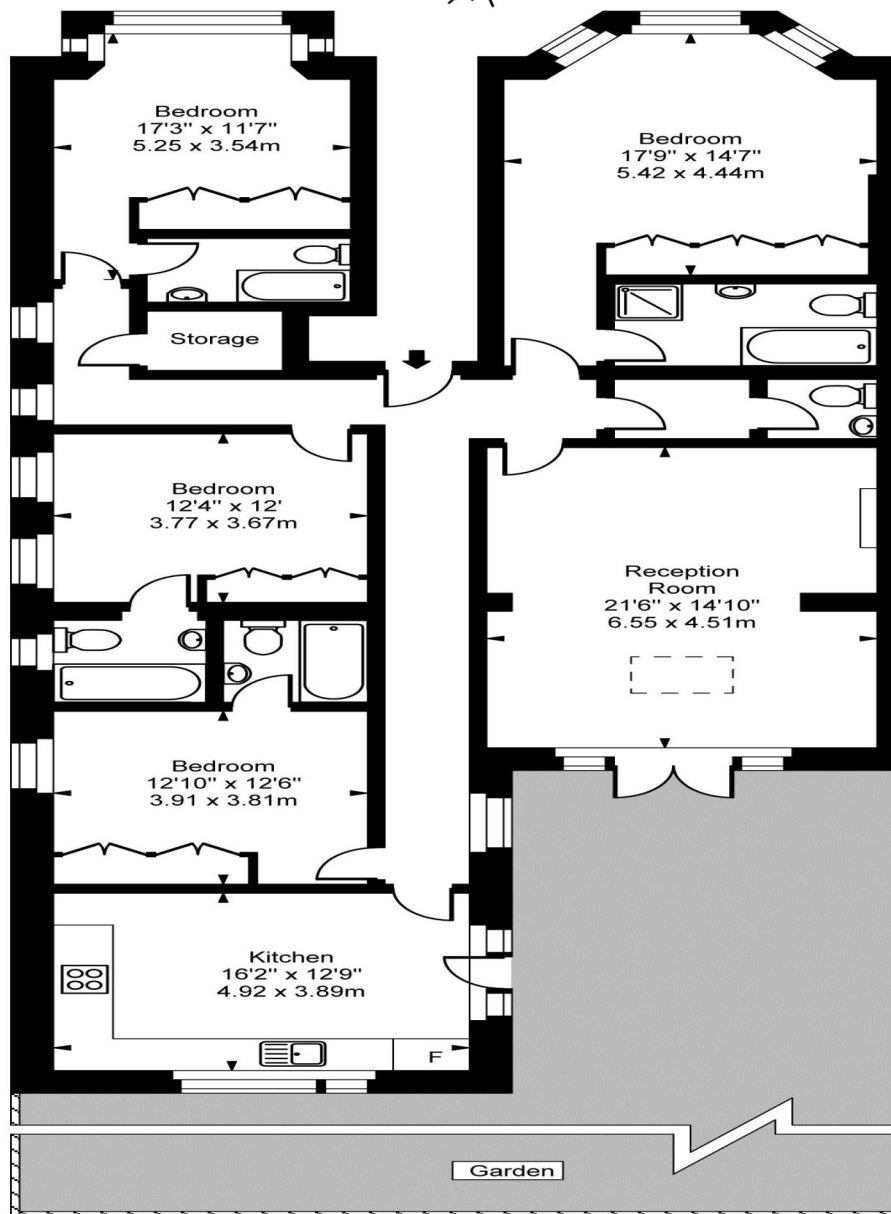 Bedroom
17'3" x 11'7"
5.25 x 3.54m
Bedroom
17'9" x 14'7"
5.42 x 4.44m
Storage
Bedroom
12'4" x 12'
3.77 x 3.67m
Reception
Room
21'6" x 14'10"
6.55 x 4.51m
Bedroom
12'10" x 12'6"
3.91 x 3.81m
Kitchen
16'2" x 12'9"
4.92 x 3.89m
F
Garden